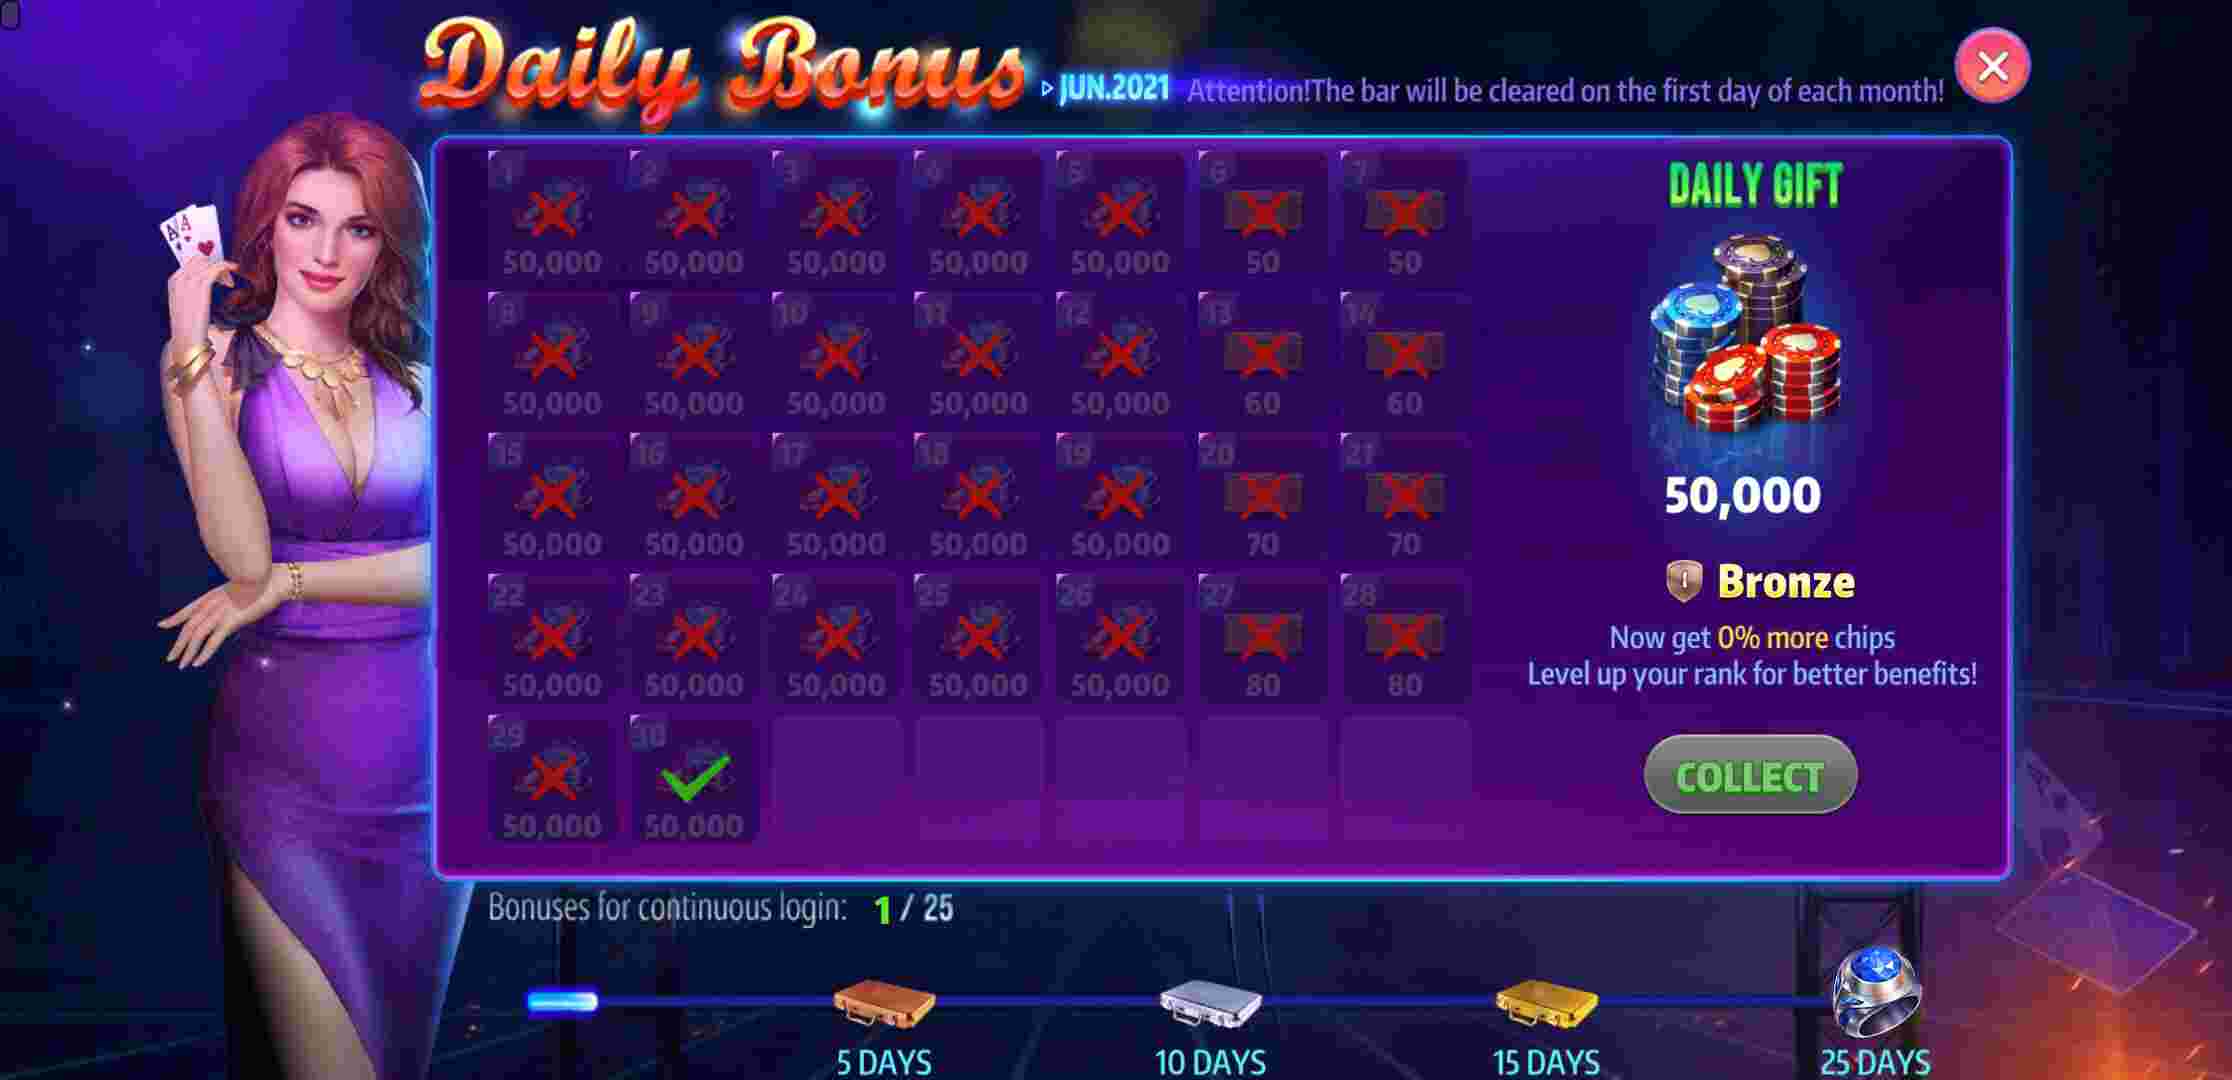 Daily Bonus
JUN.2021
Attention!The bar will be cleared on the first day of each month!
A A
1 2 3 4 5 6 7
50,000 50,000 50,000 50,000 50,000 50 50
8 9 10 11 12 13 14
50,000 50,000 50,000 50,000 50,000 60 60
15 16 17 18 19 20 21
50,000 50,000 50,000 50,000 50,000 70 70
22 23 24 25 26 27 28
50,000 50,000 50,000 50,000 50,000 80 80
29 30
50,000 50,000
DAILY GIFT
50,000
Bronze
Now get 0% more chips
Level up your rank for better benefits!
COLLECT
Bonuses for continuous login: 1 / 25
5 DAYS 10 DAYS 15 DAYS 25 DAYS